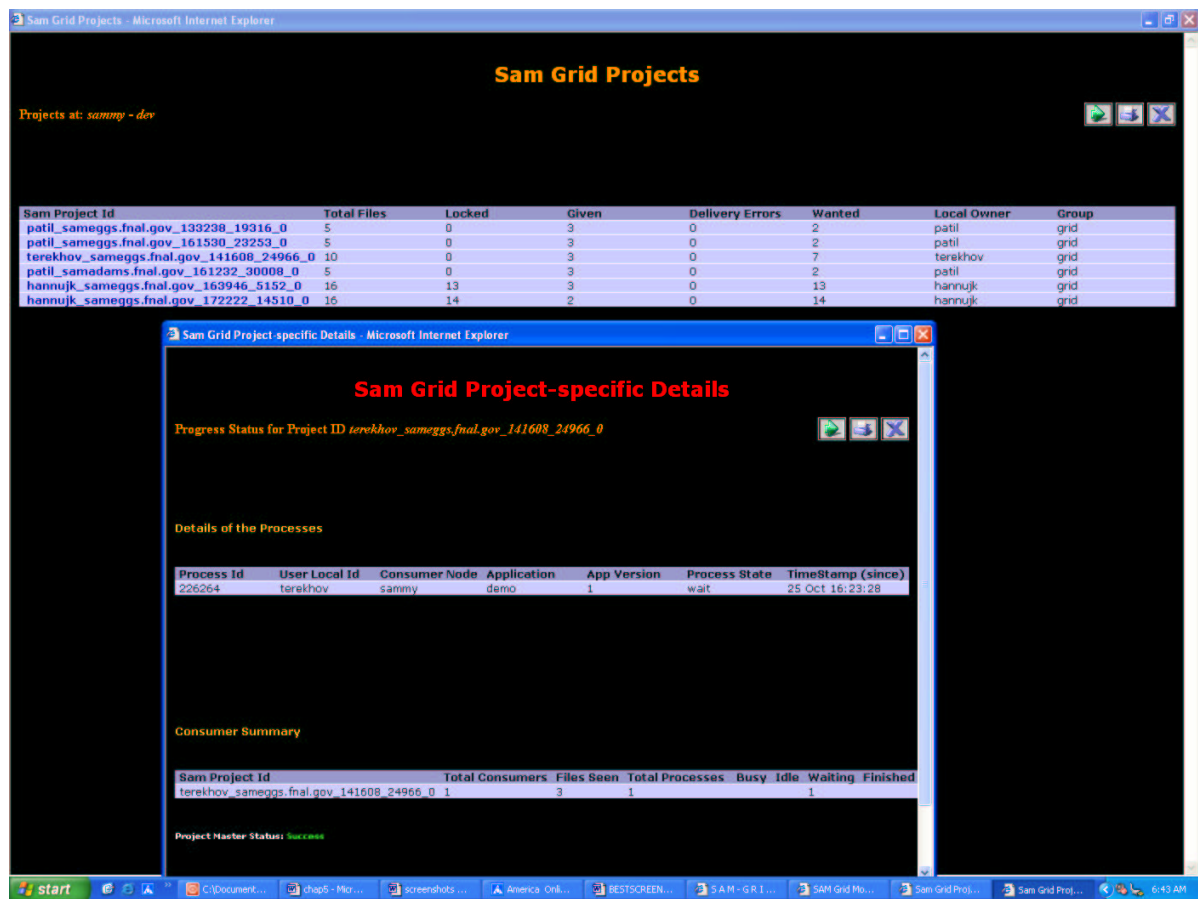 Sam Grid Projects - Microsoft Internet Explorer
Sam Grid Projects
Projects at: sammy - dev
Sam Project Id Total Files Locked Given Delivery Errors Wanted Local Owner Group
patil_sameggs.fnal.gov_133238_19316_0 5 0 3 0 2 patil grid
patil_sameggs.fnal.gov_161530_23253_0 5 0 3 0 2 patil grid
terekhov_sameggs.fnal.gov_141608_24966_0 10 0 3 0 7 terekhov grid
patil_samadams.fnal.gov_161232_30008_0 5 0 3 0 2 patil grid
hannujk_sameggs.fnal.gov_163946_5152_0 16 13 3 0 13 hannujk grid
hannujk_sameggs.fnal.gov_172222_14510_0 16 14 2 0 14 hannujk grid
Sam Grid Project-specific Details - Microsoft Internet Explorer
Sam Grid Project-specific Details
Progress Status for Project ID terekhov_sameggs.fnal.gov_141608_24966_0
Details of the Processes
Process Id User Local Id Consumer Node Application App Version Process State TimeStamp (since)
226264 terekhov sammy demo 1 wait 25 Oct 16:23:28
Consumer Summary
Sam Project Id Total Consumers Files Seen Total Processes Busy Idle Waiting Finished
terekhov_sameggs.fnal.gov_141608_24966_0 1 3 1 1
Project Master Status: Success
start C:\Document... chap5 - Micr... screenshots ... America Onli... BESTSCREEN... S A M - G R I ... SAM Grid Mo... Sam Grid Proj... Sam Grid Proj... 6:43 AM